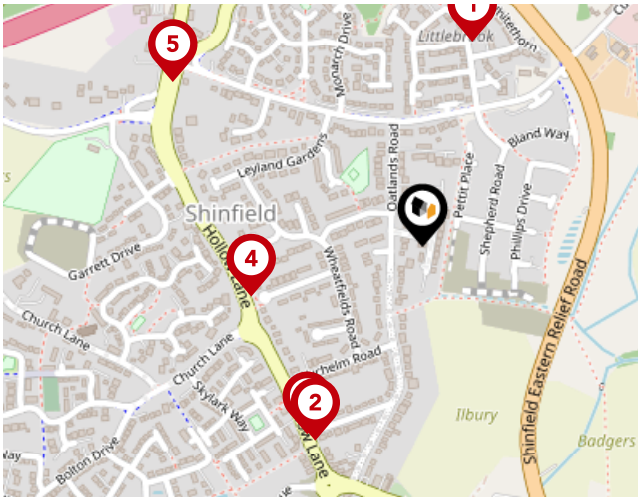 5
1
Whitethorn
Littlebrook
Monarch Drive
Bland Way
Leyland Gardens
Oatlands Road
Pettit Place
Shepherd Road
Phillips Drive
Shinfield
Hollow Lane
4
Garrett Drive
Wheatfields Road
Church Lane
Church Lane
Shinfield Eastern Relief Road
Skylark Way
2
Ilbury
Badgers
Bolton Drive